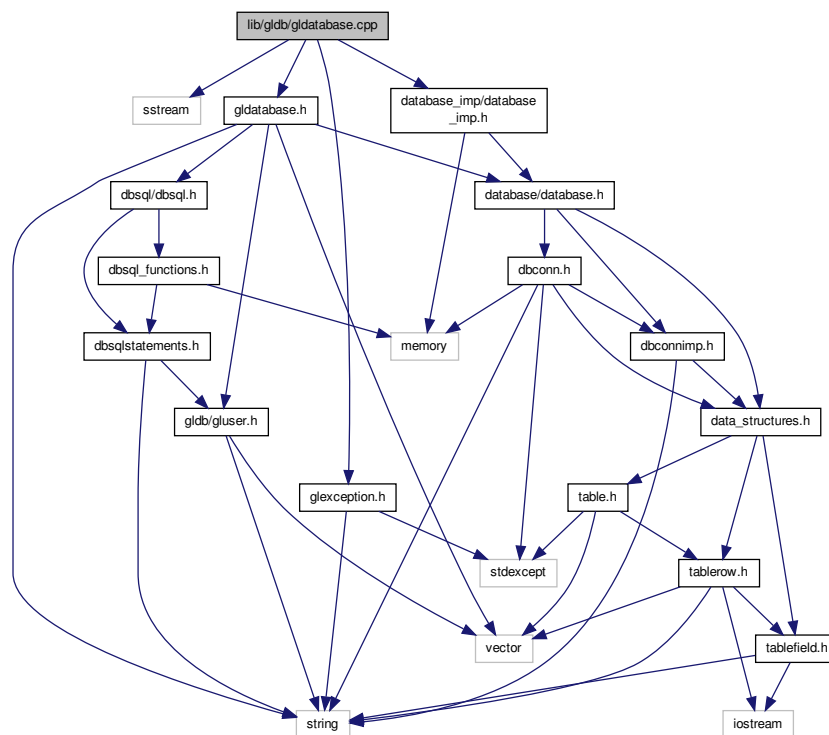 lib/gldb/gldatabase.cpp
sstream
gldatabase.h
database_imp/database
_imp.h
dbsql/dbsql.h
database/database.h
dbsql_functions.h
dbconn.h
dbsqlstatements.h
memory
dbconnimp.h
gldb/gluser.h
data_structures.h
glexception.h
table.h
stdexcept
tablerow.h
vector
tablefield.h
string
iostream